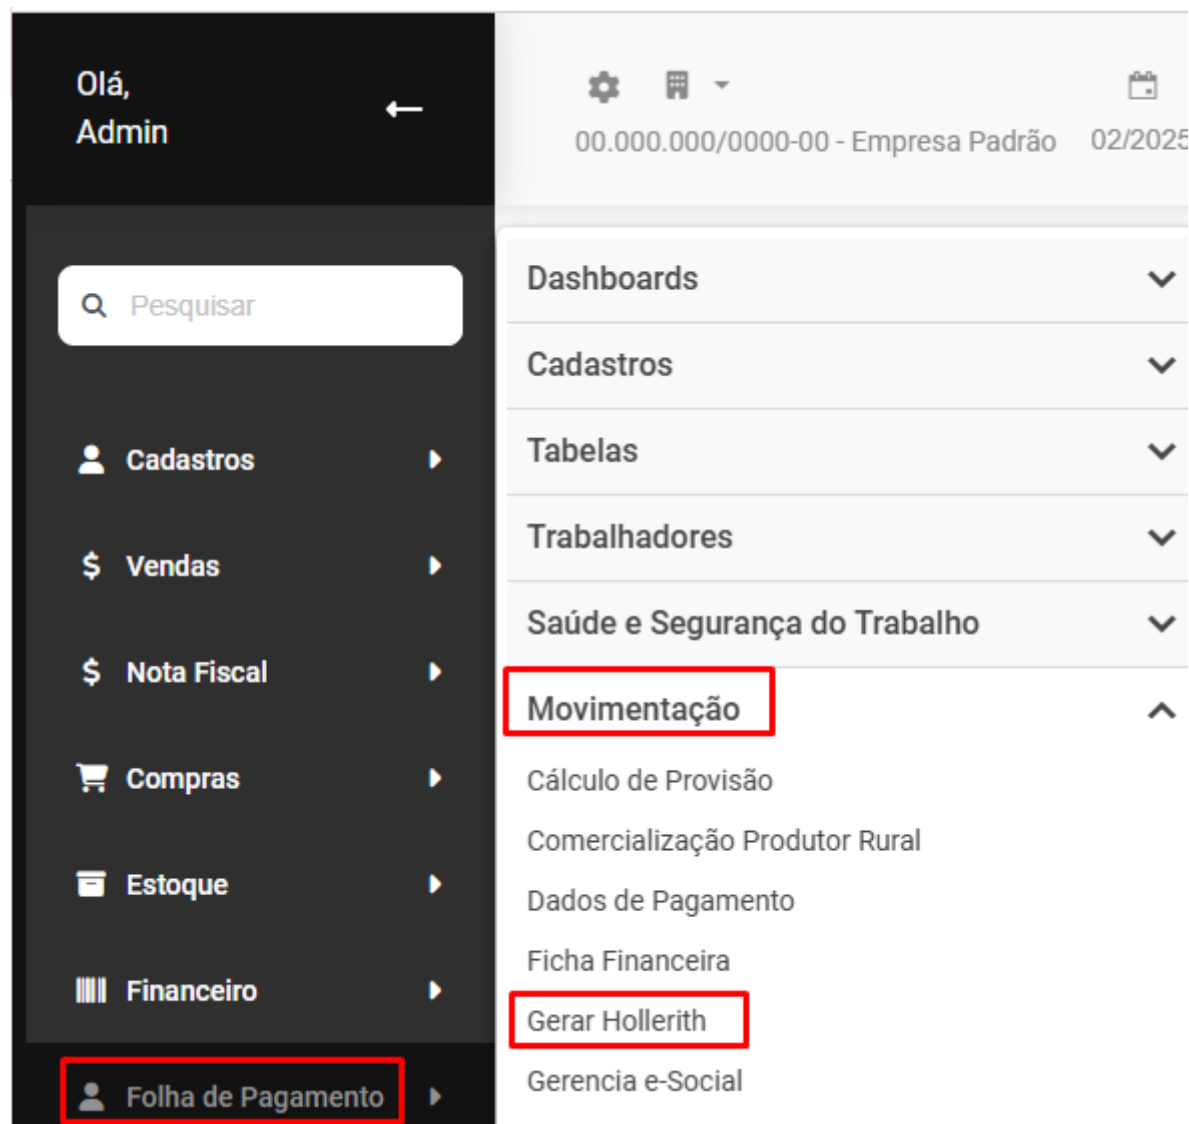 Olá,
Admin
00.000.000/0000-00 - Empresa Padrão
02/2025
Pesquisar
Cadastros
Vendas
Nota Fiscal
Compras
Estoque
Financeiro
Folha de Pagamento
Dashboards
Cadastros
Tabelas
Trabalhadores
Saúde e Segurança do Trabalho
Movimentação
Cálculo de Provisão
Comercialização Produtor Rural
Dados de Pagamento
Ficha Financeira
Gerar Hollerith
Gerencia e-Social